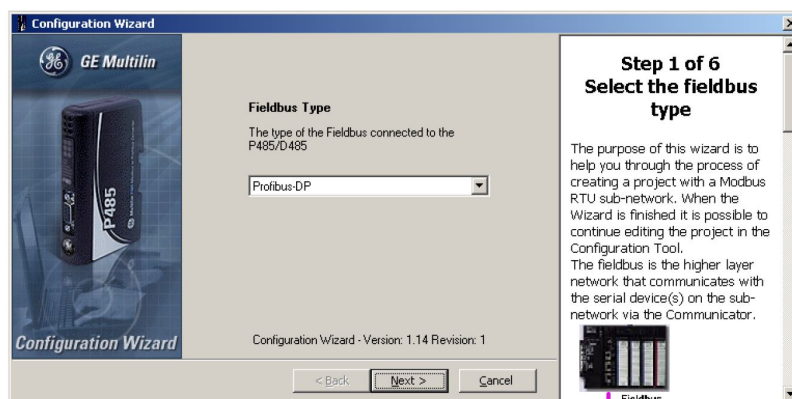 Configuration Wizard
GE Multilin
P485
Configuration Wizard
Fieldbus Type
The type of the Fieldbus connected to the
P485/D485
Profibus-DP
Configuration Wizard - Version: 1.14 Revision: 1
< Back
Next >
Cancel
Step 1 of 6
Select the fieldbus
type
The purpose of this wizard is to
help you through the process of
creating a project with a Modbus
RTU sub-network. When the
Wizard is finished it is possible to
continue editing the project in the
Configuration Tool.
The fieldbus is the higher layer
network that communicates with
the serial device(s) on the sub-
network via the Communicator.
Fieldbus